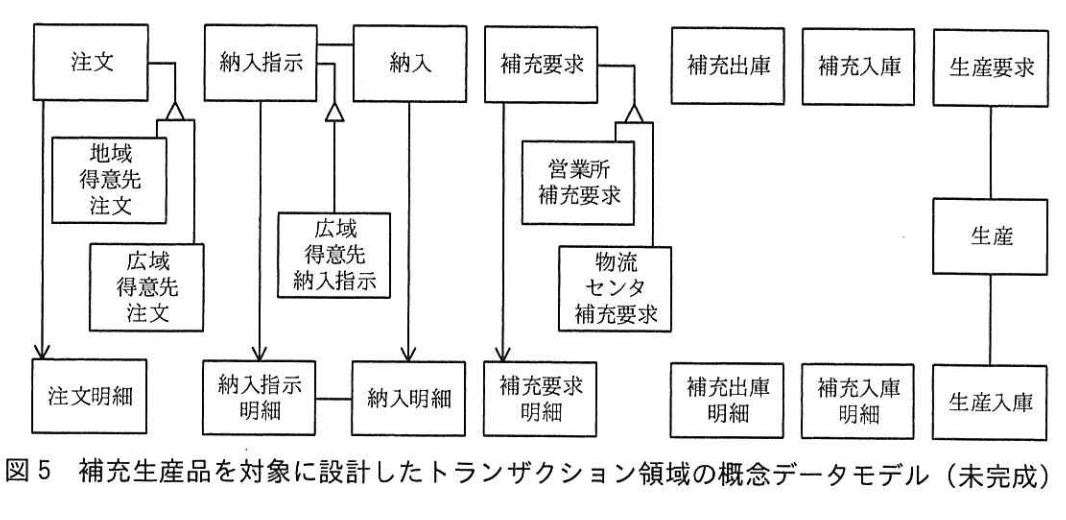 注文
納入指示
納入
補充要求
補充出庫
補充入庫
生産要求
地域
得意先
注文
営業所
補充要求
広域
得意先
納入指示
生産
広域
得意先
注文
物流
センタ
補充要求
注文明細
納入指示
明細
納入明細
補充要求
明細
補充出庫
明細
補充入庫
明細
生産入庫
図5 補充生産品を対象に設計したトランザクション領域の概念データモデル（未完成）